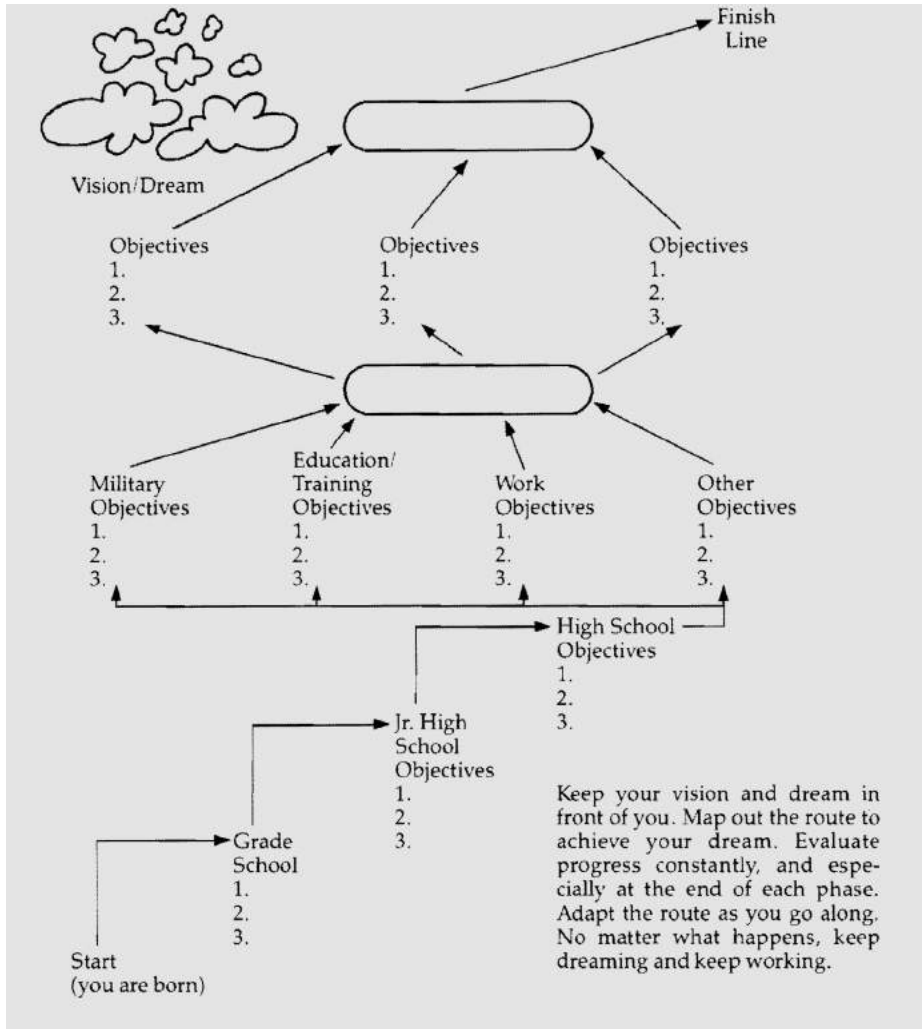 Finish
Line
Vision/Dream
Objectives
1.
2.
3.
Objectives
1.
2.
3.
Objectives
1.
2.
3.
Military
Objectives
1.
2.
3.
Education/
Training
Objectives
1.
2.
3.
Work
Objectives
1.
2.
3.
Other
Objectives
1.
2.
3.
High School
Objectives
1.
2.
3.
Jr. High
School
Objectives
1.
2.
3.
Grade
School
1.
2.
3.
Start
(you are born)
Keep your vision and dream in
front of you. Map out the route to
achieve your dream. Evaluate
progress constantly, and espe-
cially at the end of each phase.
Adapt the route as you go along.
No matter what happens, keep
dreaming and keep working.